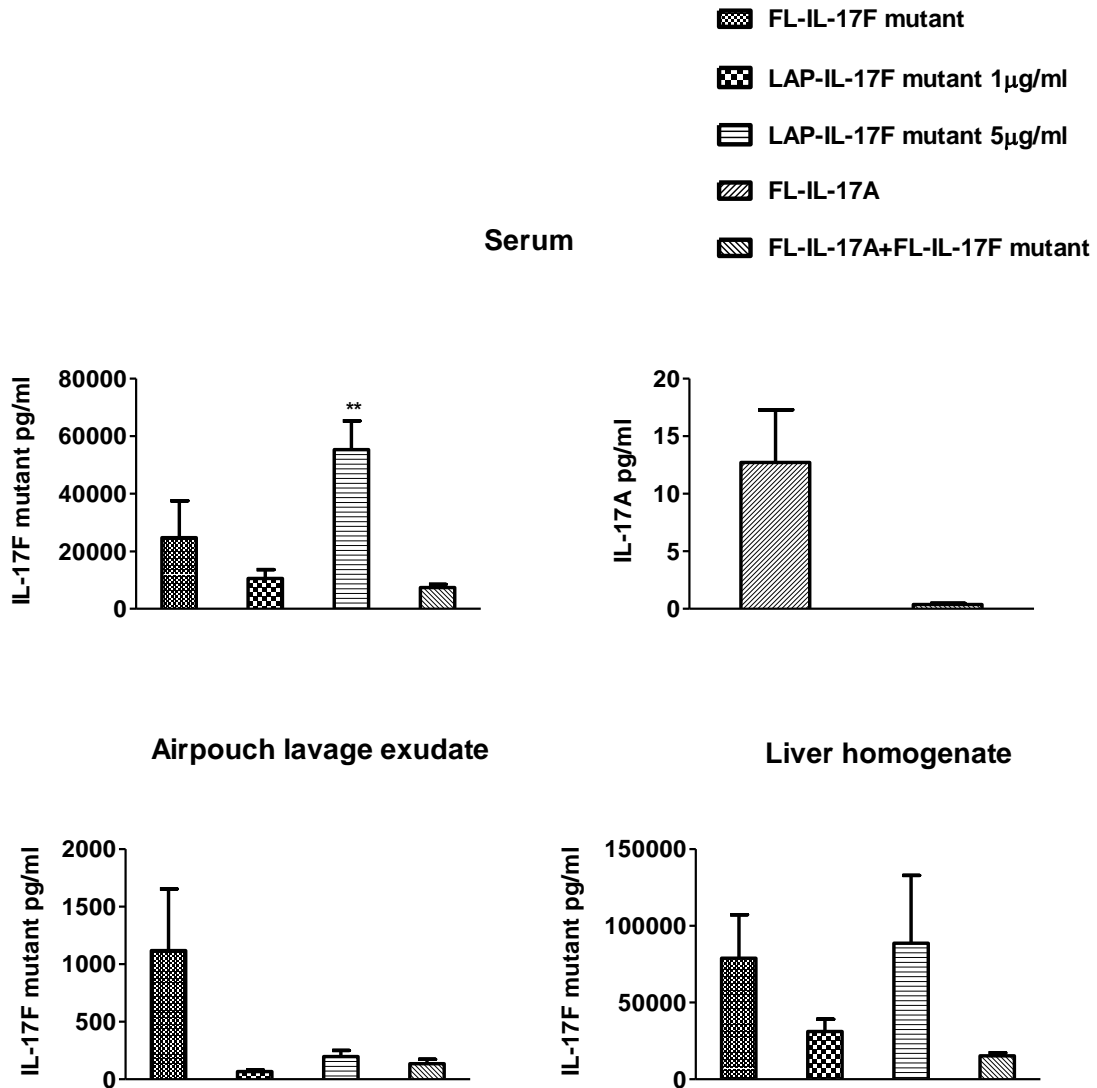 FL-IL-17F mutant
LAP-IL-17F mutant 1μg/ml
LAP-IL-17F mutant 5μg/ml
FL-IL-17A
FL-IL-17A+FL-IL-17F mutant
Serum
IL-17F mutant pg/ml
80000
60000
40000
20000
0
**
IL-17A pg/ml
20
15
10
5
0
Airpouch lavage exudate
IL-17F mutant pg/ml
2000
1500
1000
500
0
Liver homogenate
IL-17F mutant pg/ml
150000
100000
50000
0